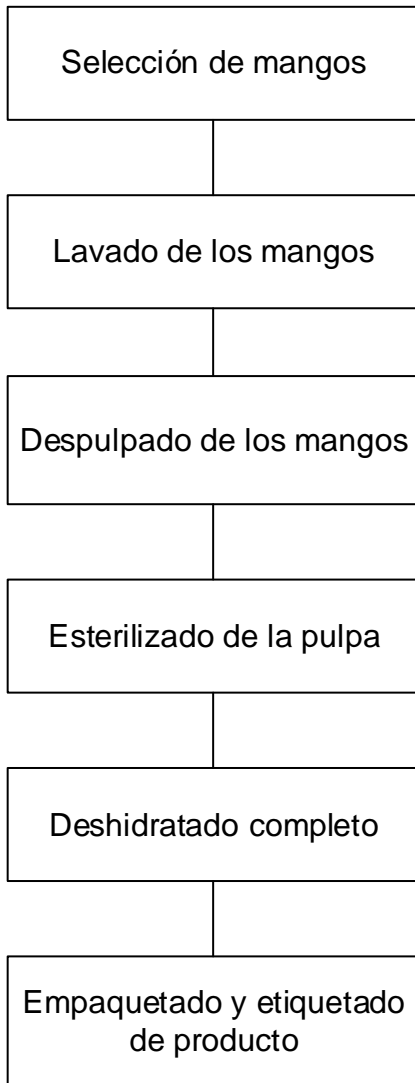 Selección de mangos
Lavado de los mangos
Despulpado de los mangos
Esterilizado de la pulpa
Deshidratado completo
Empaquetado y etiquetado
de producto